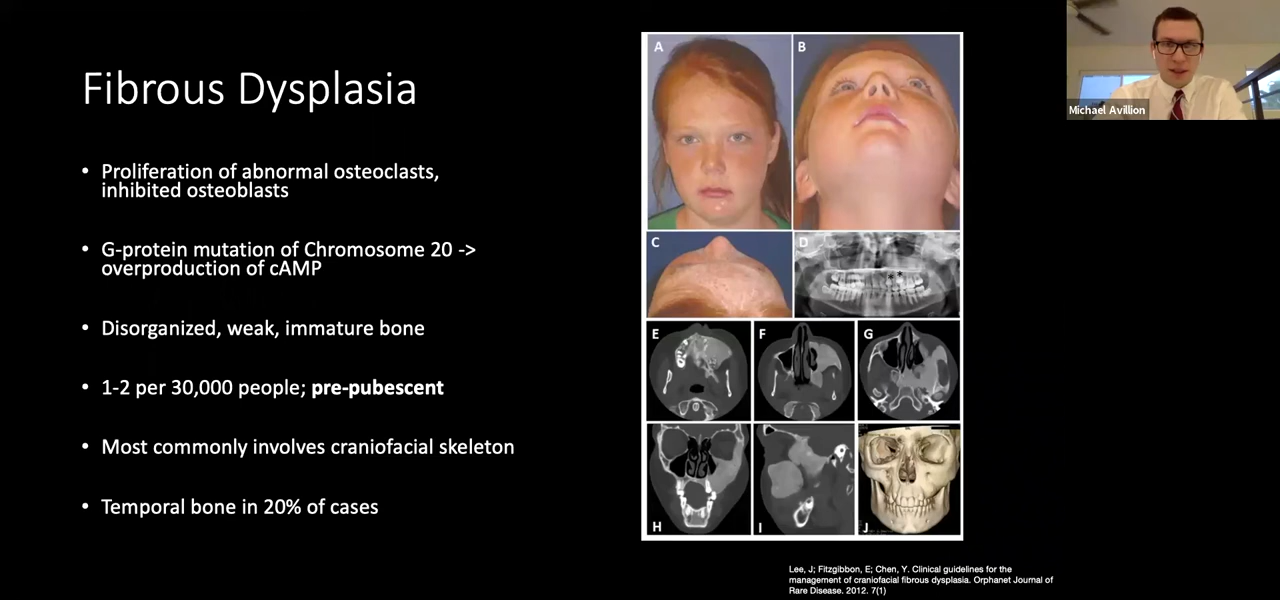 Fibrous Dysplasia
• Proliferation of abnormal osteoclasts,
inhibited osteoblasts
• G-protein mutation of Chromosome 20 ->
overproduction of cAMP
• Disorganized, weak, immature bone
• 1-2 per 30,000 people; pre-pubescent
• Most commonly involves craniofacial skeleton
• Temporal bone in 20% of cases
A
B
C
D
* *
E
F
G
H
I
J
Lee, J; Fitzgibbon, E; Chen, Y. Clinical guidelines for the
management of craniofacial fibrous dysplasia. Orphanet Journal of
Rare Disease. 2012. 7(1)
Michael Avillion